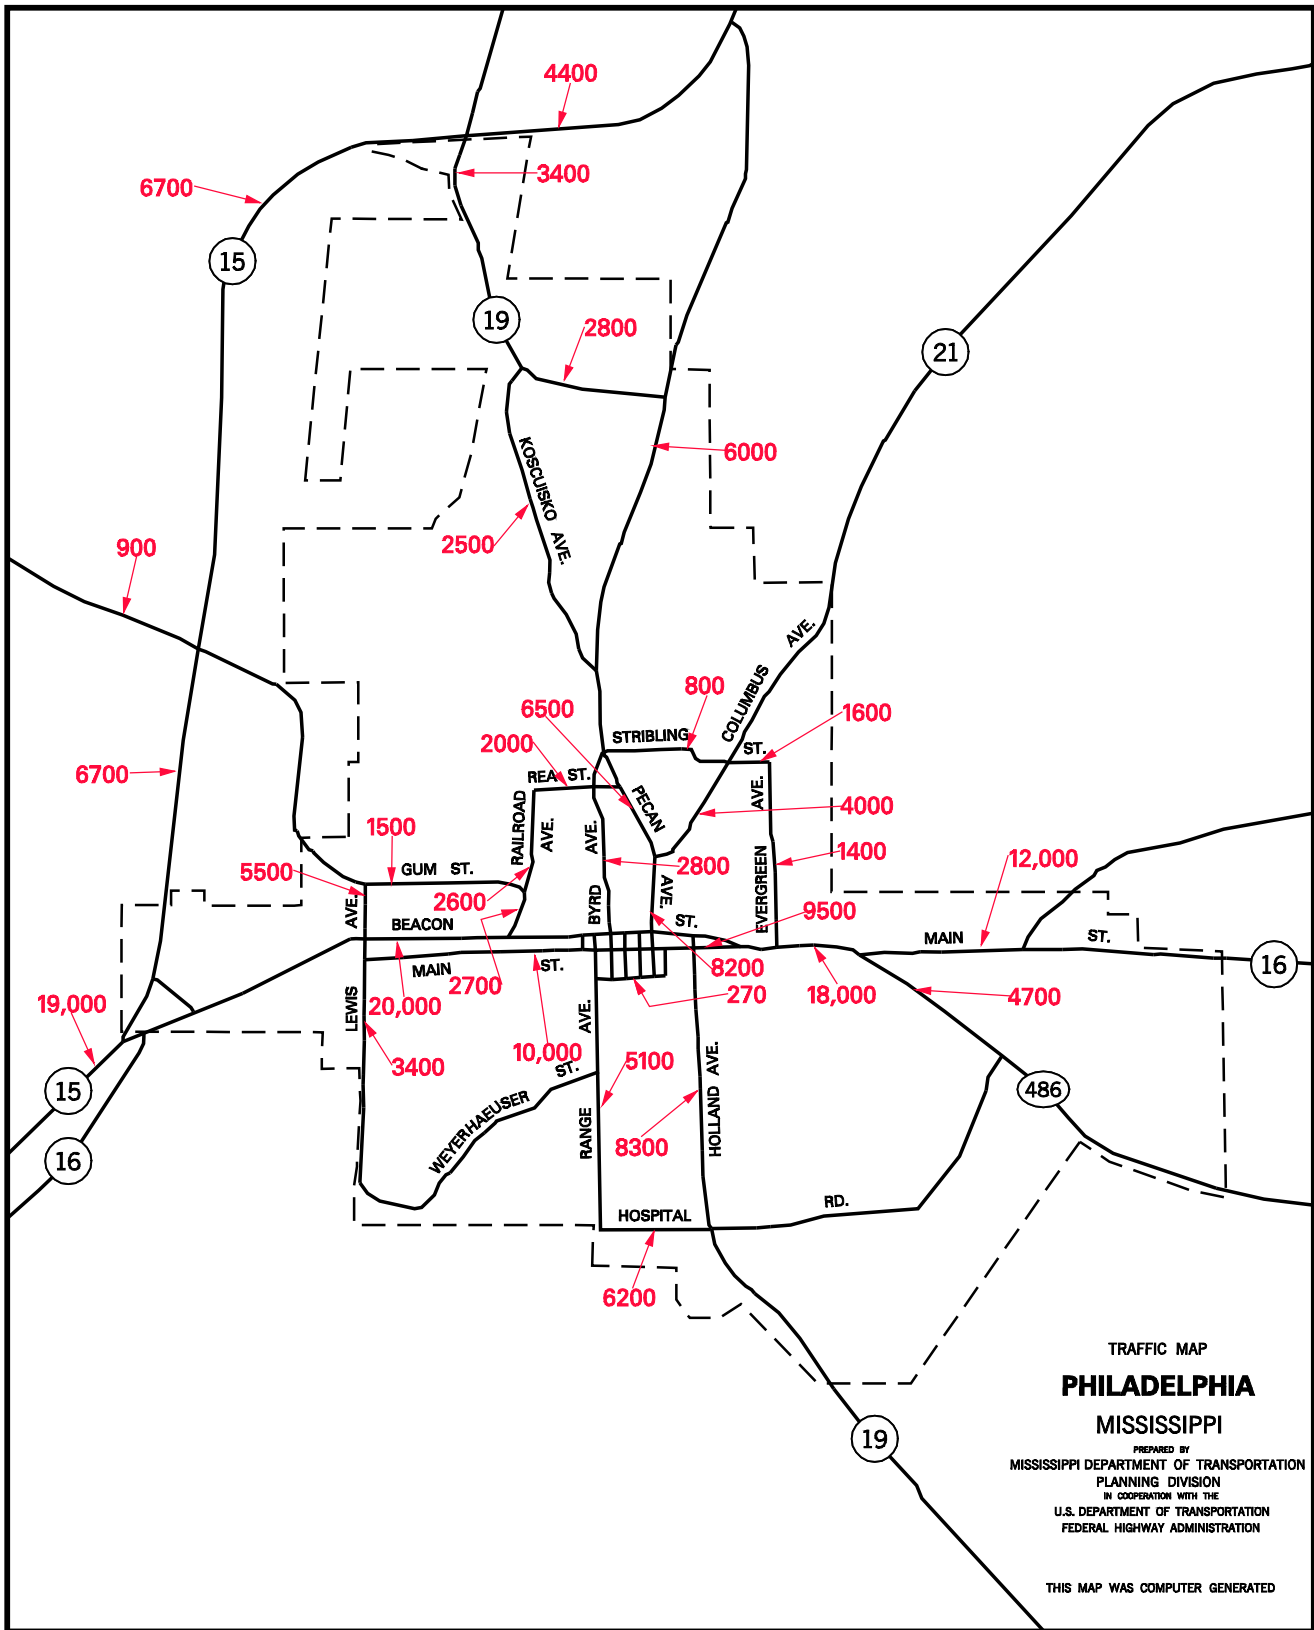 4400
3400
6700
15
19
2800
21
6000
KOSCUISKO AVE.
2500
900
COLUMBUS AVE.
800
6500
1600
STRIBLING ST.
2000
6700
REA ST.
PECAN AVE.
RAILROAD AVE.
4000
1500
BYRD AVE.
EVERGREEN AVE.
1400
12,000
5500
GUM ST.
2800
2600
9500
BEACON ST.
MAIN ST.
MAIN ST.
16
8200
2700
270
18,000
4700
19,000
20,000
LEWIS AVE.
10,000
3400
5100
15
486
WEYERHAEUSER ST.
RANGE AVE.
HOLLAND AVE.
8300
16
HOSPITAL RD.
6200
19
TRAFFIC MAP
PHILADELPHIA
MISSISSIPPI
PREPARED BY
MISSISSIPPI DEPARTMENT OF TRANSPORTATION
PLANNING DIVISION
IN COOPERATION WITH THE
U.S. DEPARTMENT OF TRANSPORTATION
FEDERAL HIGHWAY ADMINISTRATION
THIS MAP WAS COMPUTER GENERATED